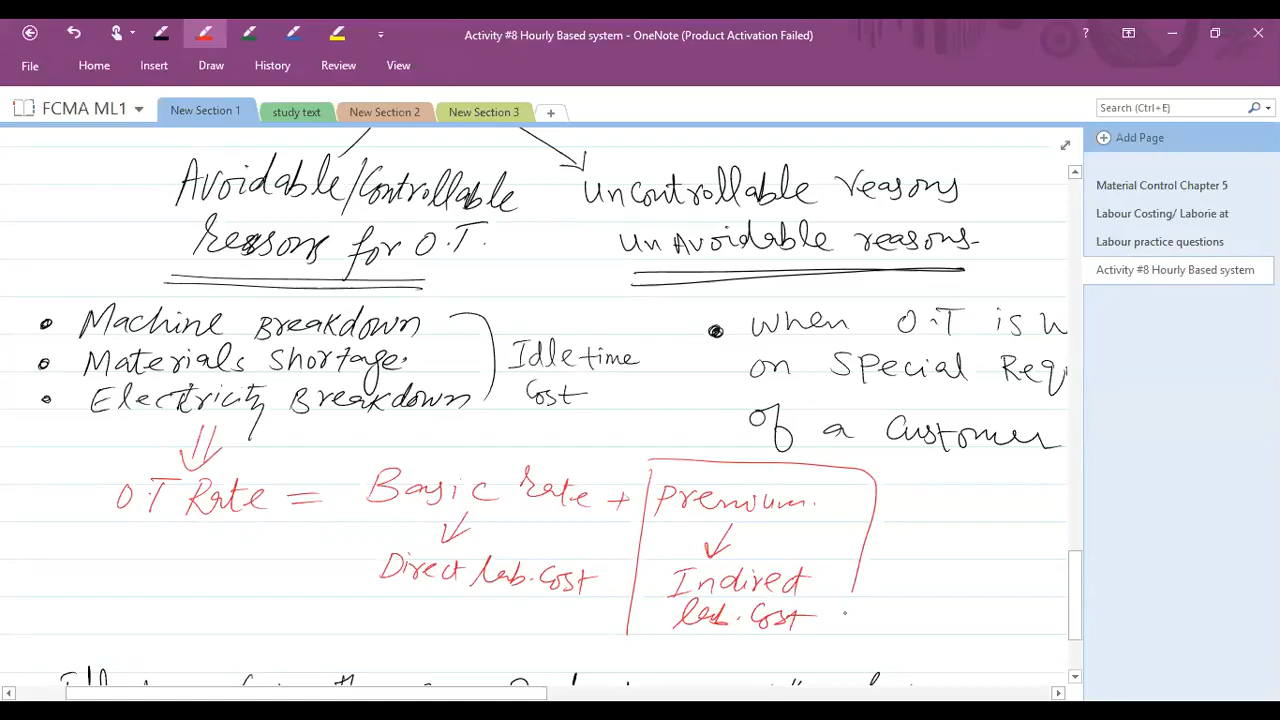 Activity #8 Hourly Based system - OneNote (Product Activation Failed)
?
File Home Insert Draw History Review View
FCMA ML1 New Section 1 study text New Section 2 New Section 3 +
Search (Ctrl+E)
Add Page
Material Control Chapter 5
Labour Costing/ Laborie at
Labour practice questions
Activity #8 Hourly Based system
Avoidable/Controllable
Reasons for O.T.
Uncontrollable reasons
UnAvoidable reasons
• Machine Breakdown
• Materials Shortage
• Electricity Breakdown
Idle time
Cost
• When O.T is w
on Special Req
of a Customer
O.T Rate = Basic rate + Premium.
Direct lab. Cost
Indirect
lab. Cost